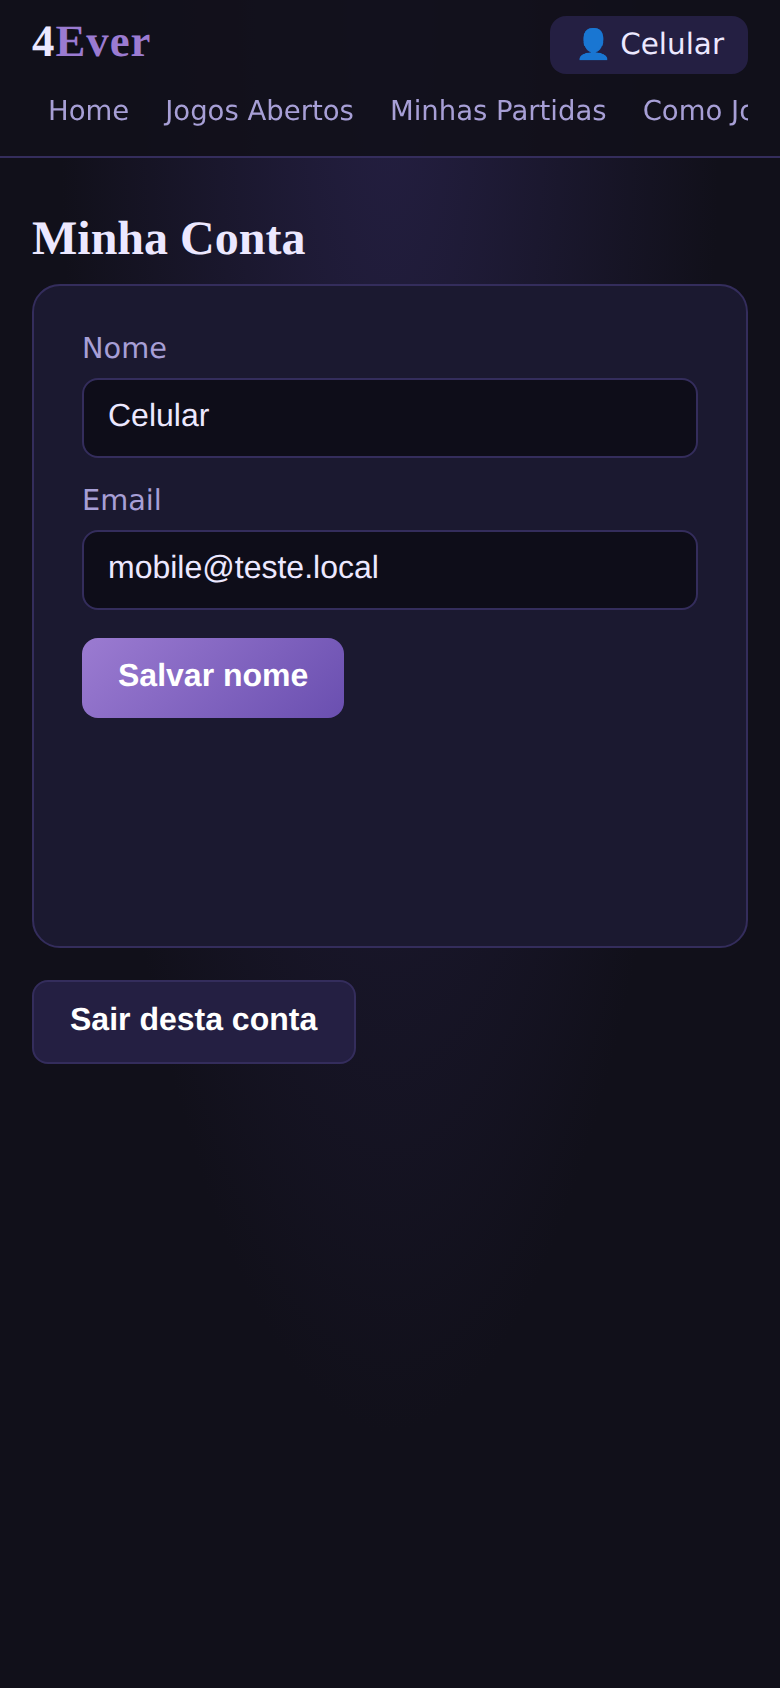 4Ever
👤 Celular
Home Jogos Abertos Minhas Partidas Como
Minha Conta
Nome
Celular
Email
mobile@teste.local
Salvar nome
Sair desta conta